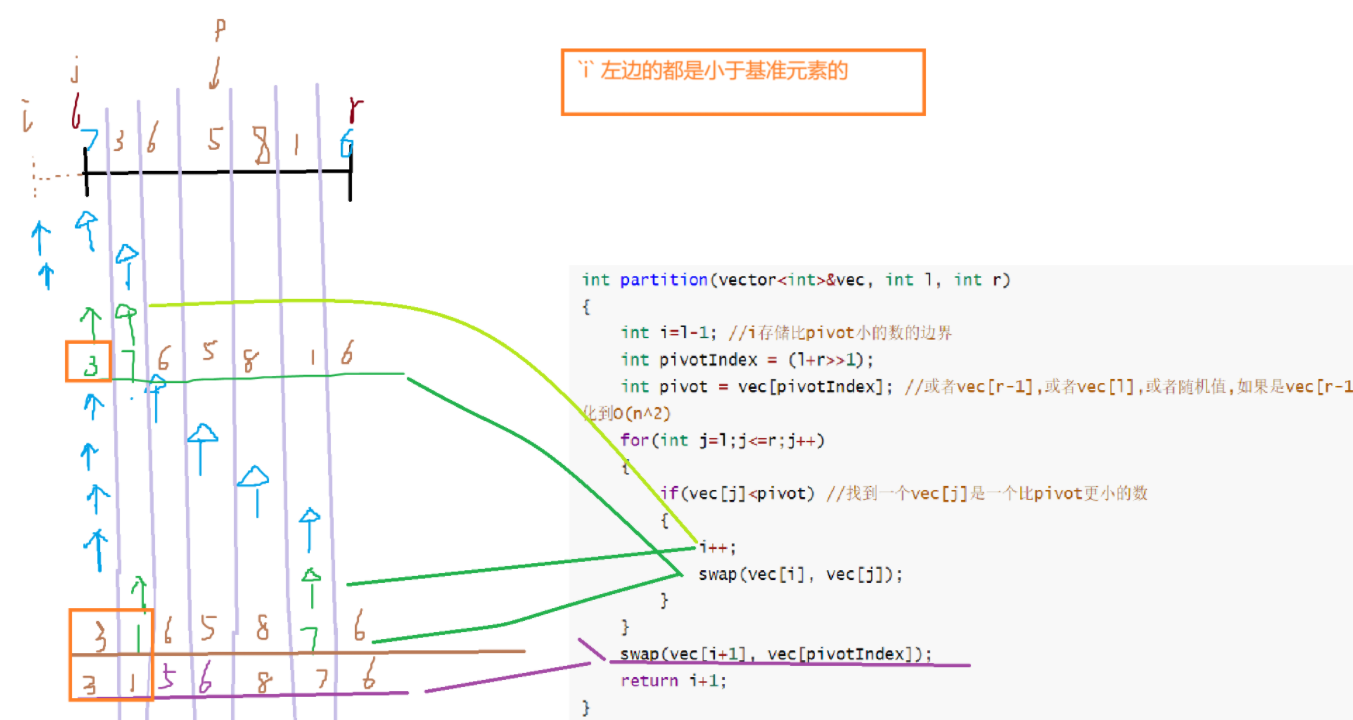 P
`i` 左边的都是小于基准元素的
j
i l r
7 3 6 5 8 1 6
int partition(vector<int>&vec, int l, int r)
{
int i=l-1; //i存储比pivot小的数的边界
3 7 6 5 8 1 6
int pivotIndex = (l+r>>1);
int pivot = vec[pivotIndex]; //或者vec[r-1],或者vec[l],或者随机值,如果是vec[r-1
化到O(n^2)
for(int j=l;j<=r;j++)
{
if(vec[j]<pivot) //找到一个vec[j]是一个比pivot更小的数
{
i++;
swap(vec[i], vec[j]);
}
}
3 1 6 5 8 7 6
swap(vec[i+1], vec[pivotIndex]);
3 1 5 6 8 7 6
return i+1;
}